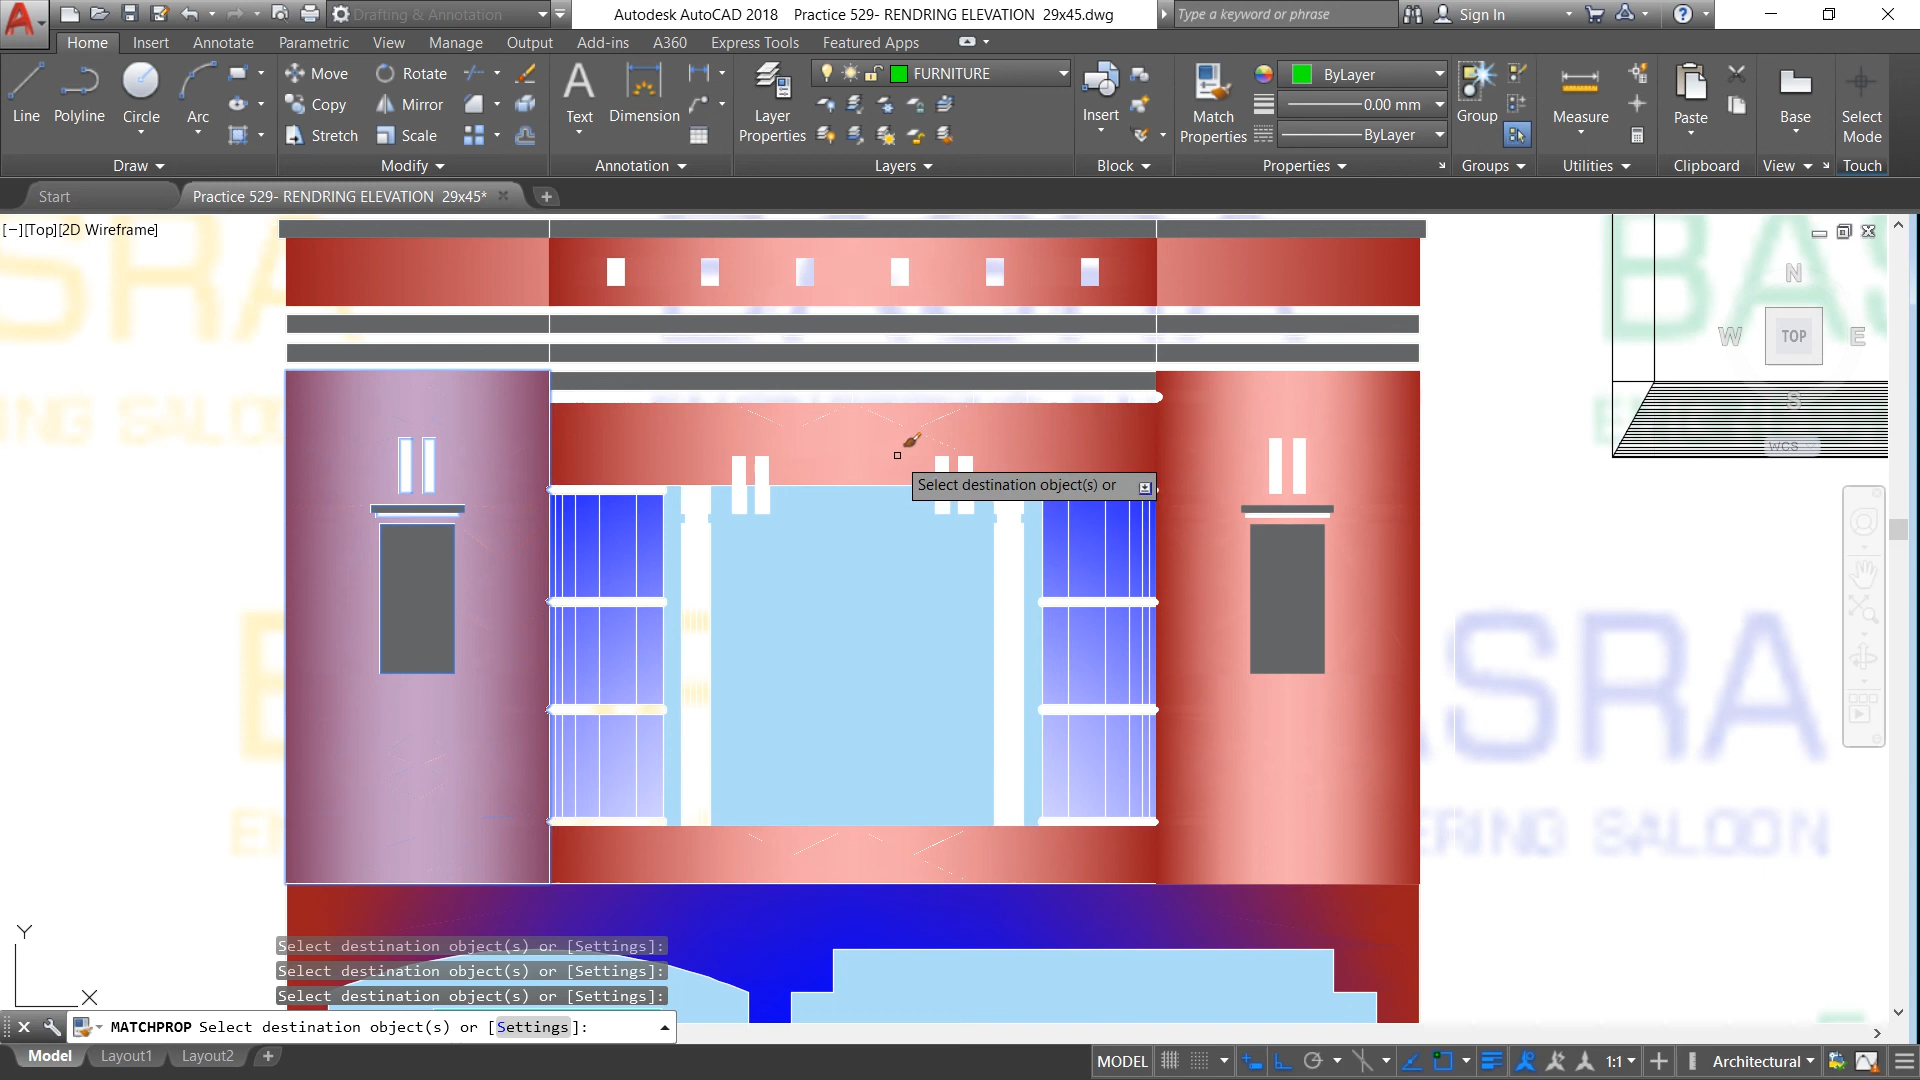 Drafting & Annotation
Autodesk AutoCAD 2018 Practice 529- RENDRING ELEVATION 29x45.dwg
Type a keyword or phrase
Sign In
Home Insert Annotate Parametric View Manage Output Add-ins A360 Express Tools Featured Apps
Line Polyline Circle Arc
Move Rotate
Copy Mirror
Stretch Scale
Text Dimension
Layer Properties
FURNITURE
Insert
Match Properties
ByLayer
0.00 mm
ByLayer
Group
Measure
Paste
Base
Select Mode
Draw Modify Annotation Layers Block Properties Groups Utilities Clipboard View Touch
Start Practice 529- RENDRING ELEVATION 29x45*
[−][Top][2D Wireframe]
N
W TOP E
S
WCS
BAS
SRA
ASRA
Select destination object(s) or
Y
X
Select destination object(s) or [Settings]:
Select destination object(s) or [Settings]:
Select destination object(s) or [Settings]:
MATCHPROP Select destination object(s) or [Settings]:
Model Layout1 Layout2
MODEL 1:1 Architectural